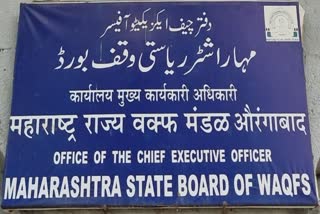 دفتر چیف ایکزیکیٹو آفیسر
مہاراشٹر ریاستی وقف بورڈ
कार्यालय मुख्य कार्यकारी अधिकारी
महाराष्ट्र राज्य वक्फ मंडळ औरंगाबाद
OFFICE OF THE CHIEF EXECUTIVE OFFICER
MAHARASHTRA STATE BOARD OF WAQFS